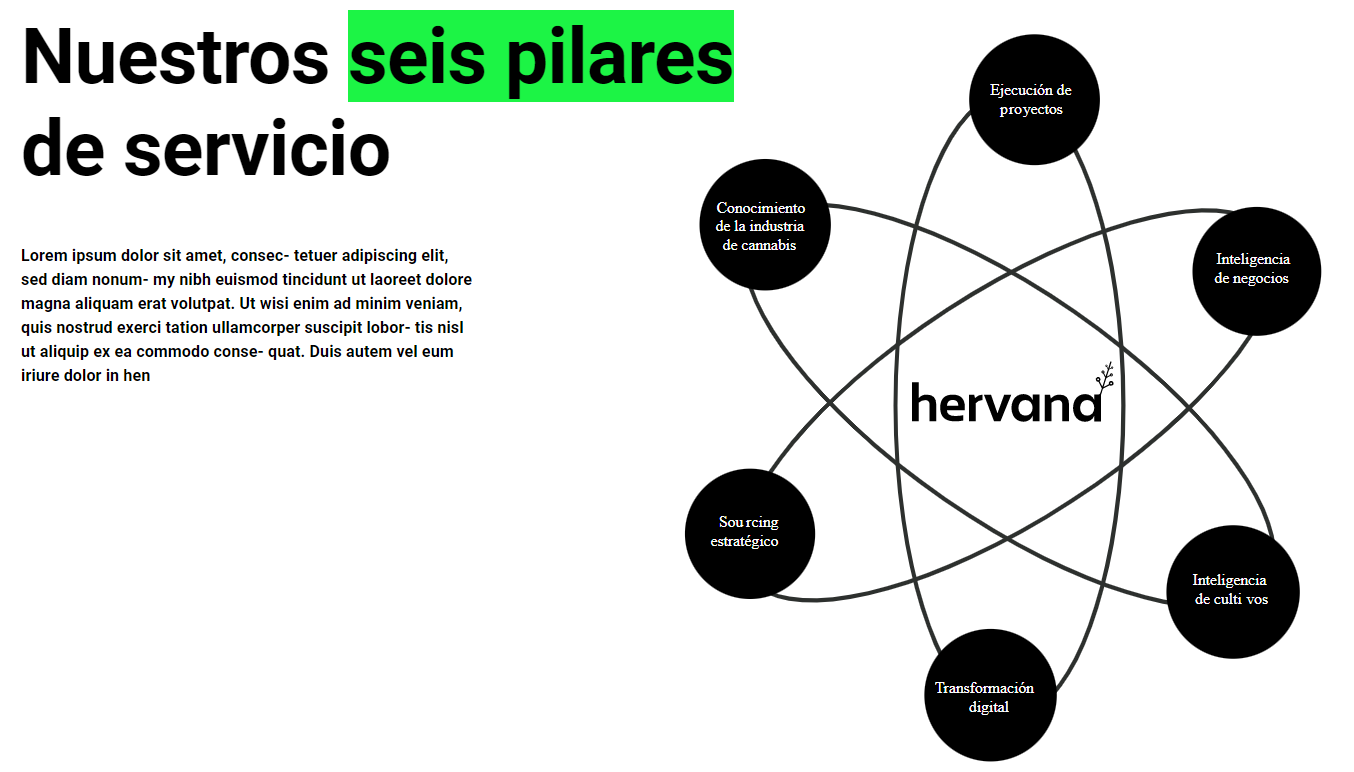 Nuestros seis pilares
de servicio
Lorem ipsum dolor sit amet, consec- tetuer adipiscing elit,
sed diam nonum- my nibh euismod tincidunt ut laoreet dolore
magna aliquam erat volutpat. Ut wisi enim ad minim veniam,
quis nostrud exerci tation ullamcorper suscipit lobor- tis nisl
ut aliquip ex ea commodo conse- quat. Duis autem vel eum
iriure dolor in hen
Ejecución de
proyectos
Conocimiento
de la industria
de cannabis
Inteligencia
de negocios
hervana
Sou rcing
estratégico
Inteligencia
de culti vos
Transformación
digital